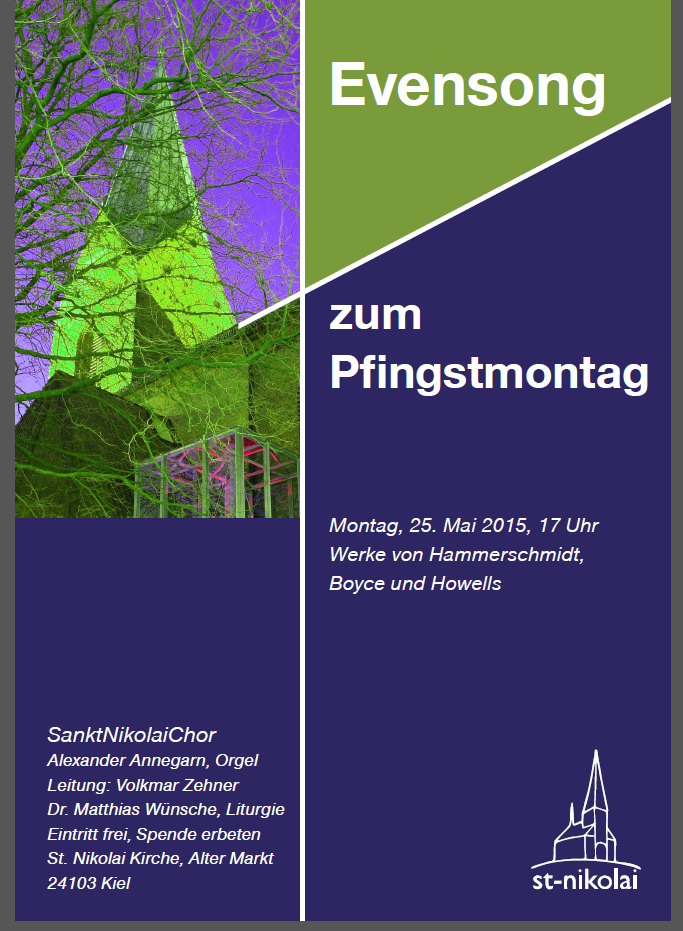 Evensong
zum
Pfingstmontag
Montag, 25. Mai 2015, 17 Uhr
Werke von Hammerschmidt,
Boyce und Howells
SanktNikolaiChor
Alexander Annegarn, Orgel
Leitung: Volkmar Zehner
Dr. Matthias Wünsche, Liturgie
Eintritt frei, Spende erbeten
St. Nikolai Kirche, Alter Markt
24103 Kiel
st-nikolai